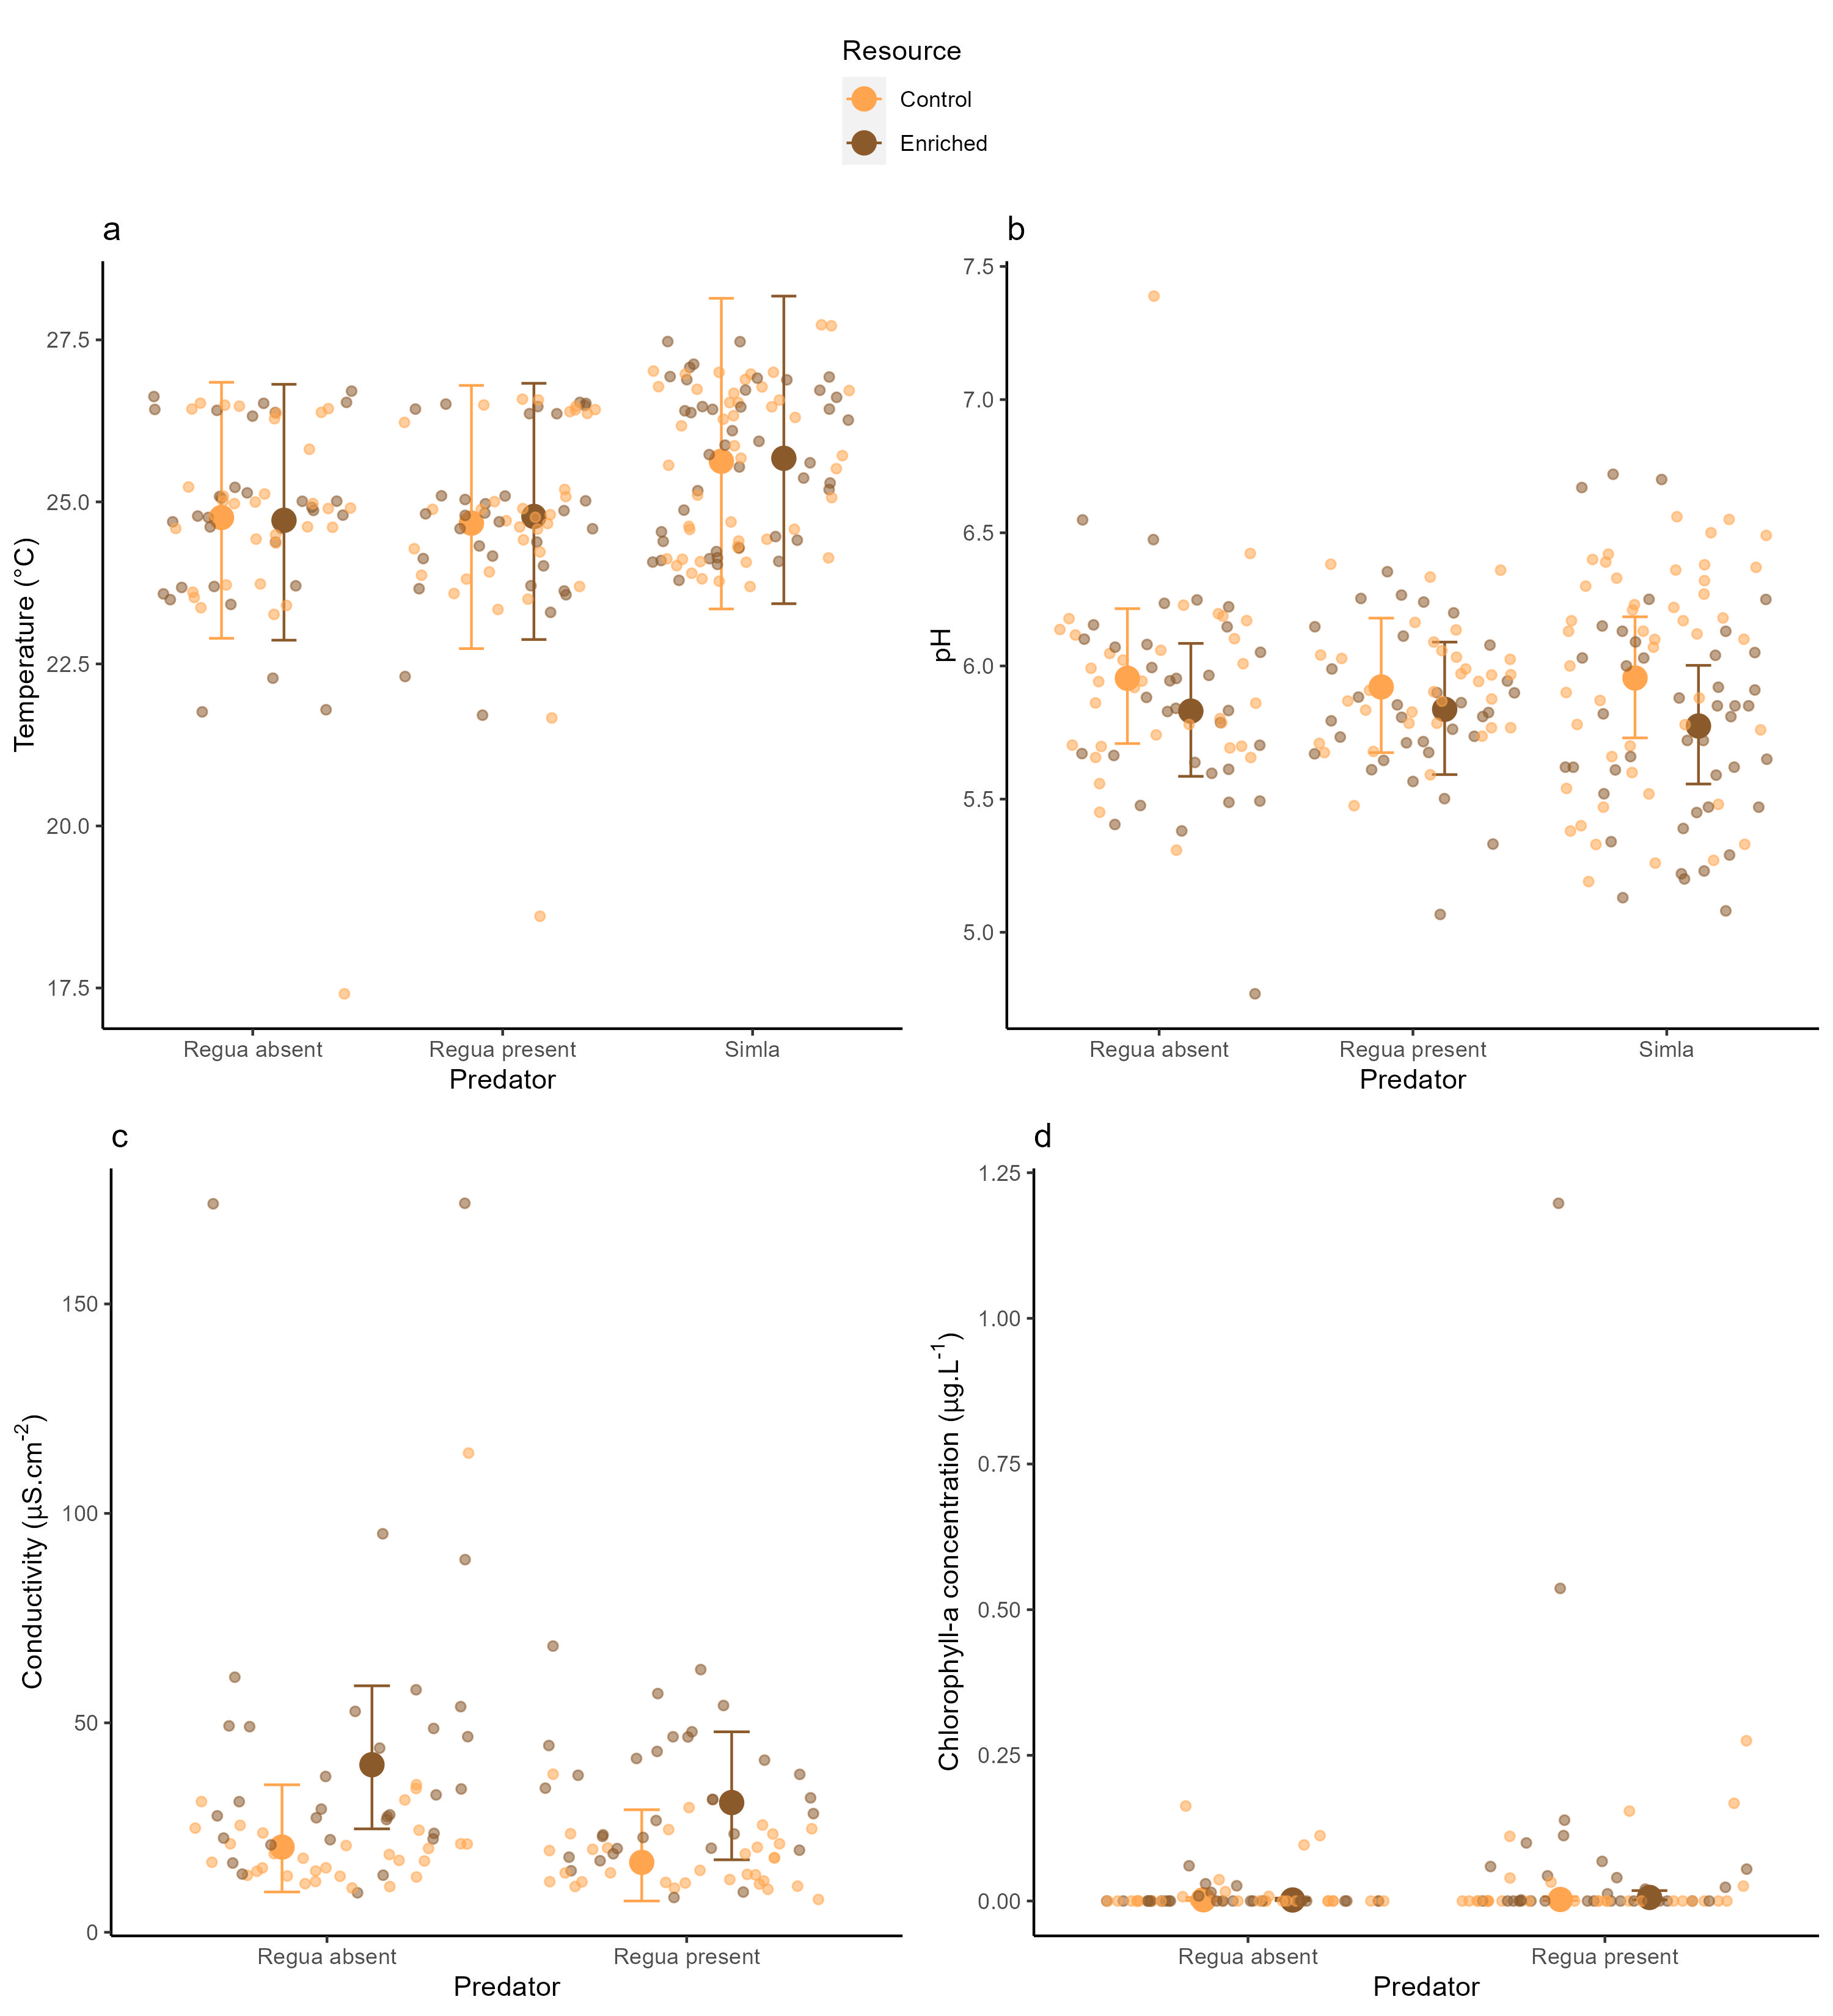 Resource
Control
Enriched
a
27.5
25.0
22.5
20.0
17.5
Temperature (°C)
Regua absent
Regua present
Simla
Predator
b
7.5
7.0
6.5
6.0
5.5
5.0
pH
Regua absent
Regua present
Simla
Predator
c
150
100
50
0
Conductivity (µS.cm⁻²)
Regua absent
Regua present
Predator
d
1.25
1.00
0.75
0.50
0.25
0.00
Chlorophyll-a concentration (µg.L⁻¹)
Regua absent
Regua present
Predator